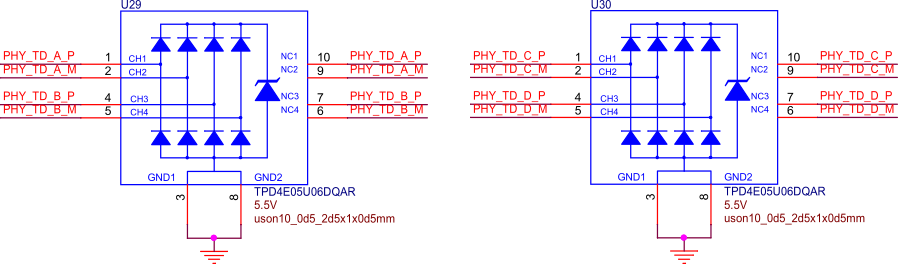 U29
PHY_TD_A_P 1 CH1 NC1 10 PHY_TD_A_P
PHY_TD_A_M 2 CH2 NC2 9 PHY_TD_A_M
PHY_TD_B_P 4 CH3 NC3 7 PHY_TD_B_P
PHY_TD_B_M 5 CH4 NC4 6 PHY_TD_B_M
GND1 GND2
3 8
TPD4E05U06DQAR
5.5V
uson10_0d5_2d5x1x0d5mm
U30
PHY_TD_C_P 1 CH1 NC1 10 PHY_TD_C_P
PHY_TD_C_M 2 CH2 NC2 9 PHY_TD_C_M
PHY_TD_D_P 4 CH3 NC3 7 PHY_TD_D_P
PHY_TD_D_M 5 CH4 NC4 6 PHY_TD_D_M
GND1 GND2
3 8
TPD4E05U06DQAR
5.5V
uson10_0d5_2d5x1x0d5mm